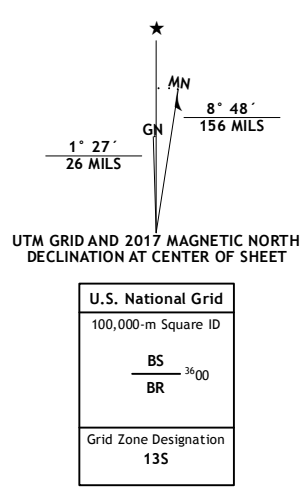 MN
GN
8° 48´
156 MILS
1° 27´
26 MILS
UTM GRID AND 2017 MAGNETIC NORTH
DECLINATION AT CENTER OF SHEET
U.S. National Grid
100,000-m Square ID
BS
3600
BR
Grid Zone Designation
13S